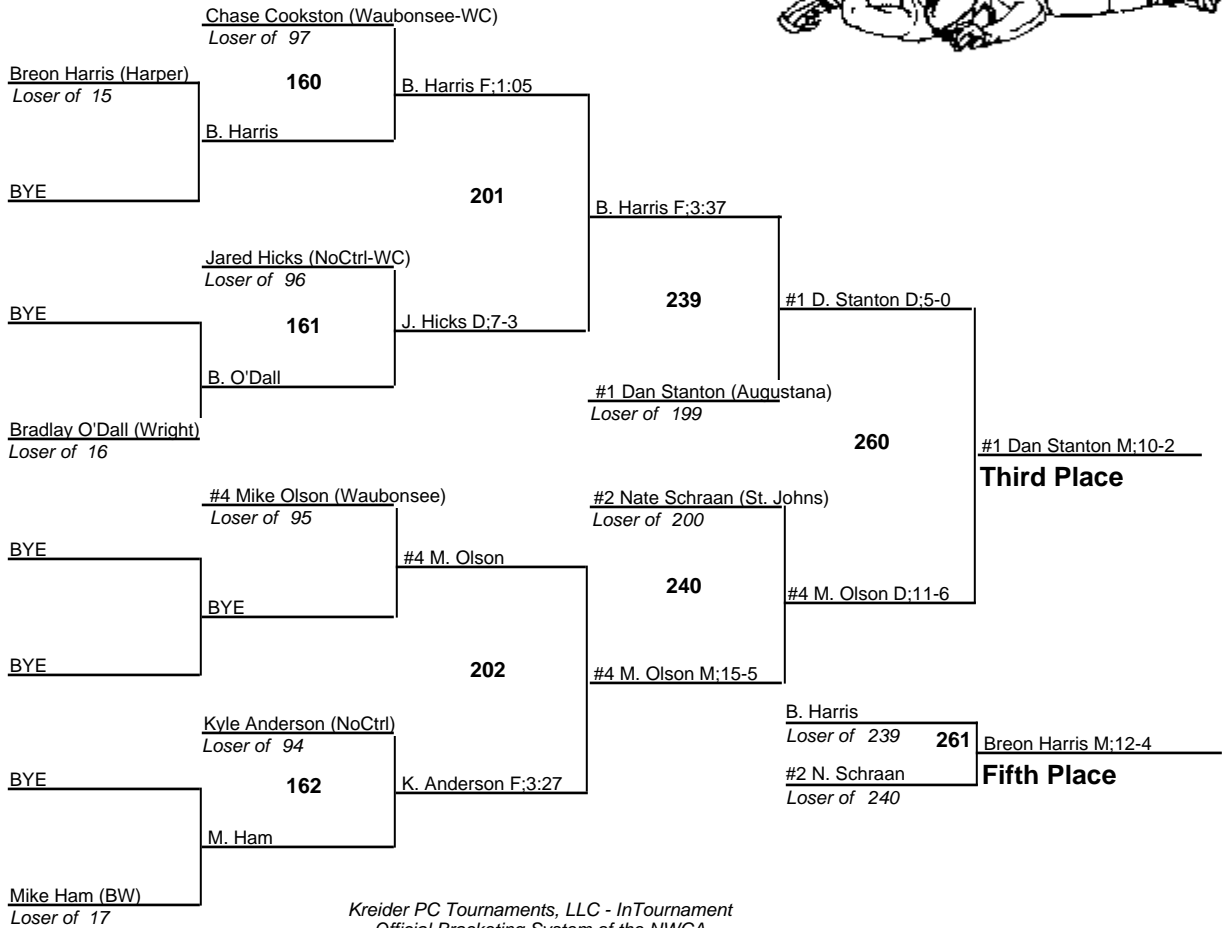 Chase Cookston (Waubonsee-WC)
Loser of 97
Breon Harris (Harper)
Loser of 15
160
B. Harris F;1:05
B. Harris
BYE
201
B. Harris F;3:37
Jared Hicks (NoCtrl-WC)
Loser of 96
239
#1 D. Stanton D;5-0
BYE
161
J. Hicks D;7-3
B. O'Dall
#1 Dan Stanton (Augustana)
Loser of 199
Bradlay O'Dall (Wright)
Loser of 16
260
#1 Dan Stanton M;10-2
Third Place
#4 Mike Olson (Waubonsee)
Loser of 95
#2 Nate Schraan (St. Johns)
Loser of 200
BYE
#4 M. Olson
240
#4 M. Olson D;11-6
BYE
BYE
202
#4 M. Olson M;15-5
Kyle Anderson (NoCtrl)
Loser of 94
B. Harris
Loser of 239
261
Breon Harris M;12-4
Fifth Place
#2 N. Schraan
Loser of 240
BYE
162
K. Anderson F;3:27
M. Ham
Mike Ham (BW)
Loser of 17
Kreider PC Tournaments, LLC - InTournament
Official Bracketing System of the NWCA